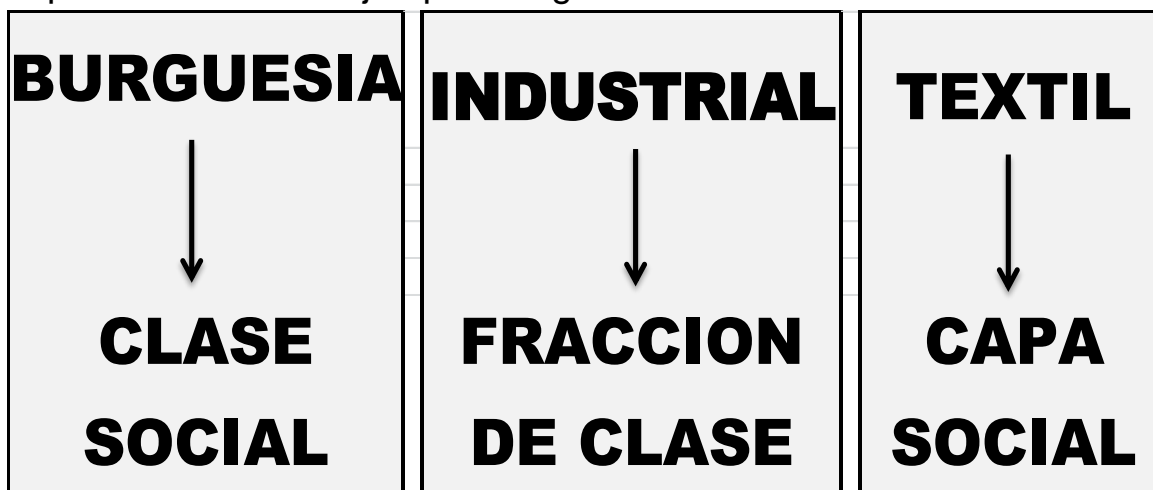 BURGUESIA
CLASE
SOCIAL
INDUSTRIAL
FRACCION
DE CLASE
TEXTIL
CAPA
SOCIAL